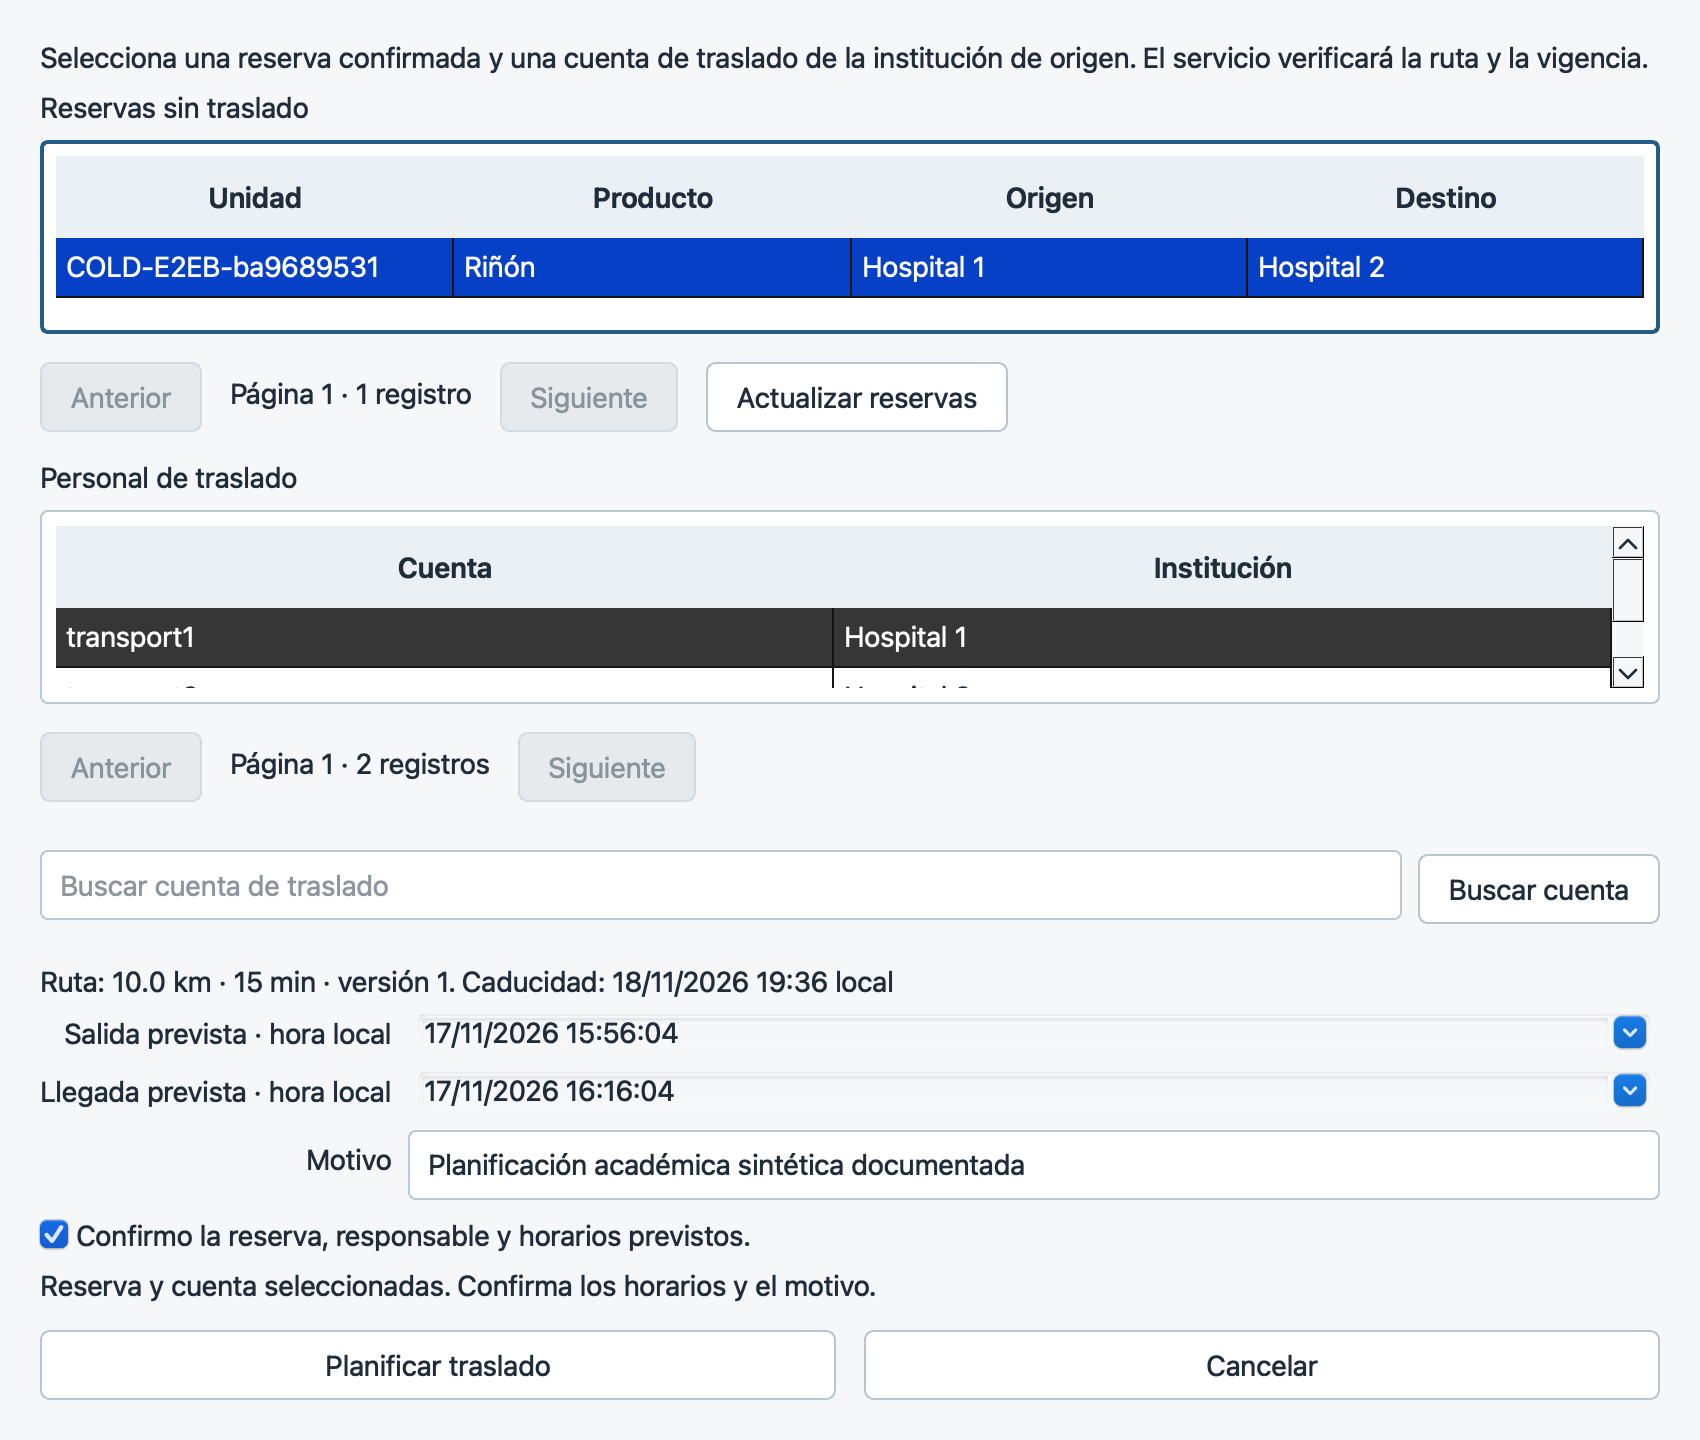 Selecciona una reserva confirmada y una cuenta de traslado de la institución de origen. El servicio verificará la ruta y la vigencia.
Reservas sin traslado
Unidad Producto Origen Destino
COLD-E2EB-ba9689531 Riñón Hospital 1 Hospital 2
Anterior Página 1 · 1 registro Siguiente Actualizar reservas
Personal de traslado
Cuenta Institución
transport1 Hospital 1
Anterior Página 1 · 2 registros Siguiente
Buscar cuenta de traslado Buscar cuenta
Ruta: 10.0 km · 15 min · versión 1. Caducidad: 18/11/2026 19:36 local
Salida prevista · hora local 17/11/2026 15:56:04
Llegada prevista · hora local 17/11/2026 16:16:04
Motivo Planificación académica sintética documentada
Confirmo la reserva, responsable y horarios previstos.
Reserva y cuenta seleccionadas. Confirma los horarios y el motivo.
Planificar traslado Cancelar